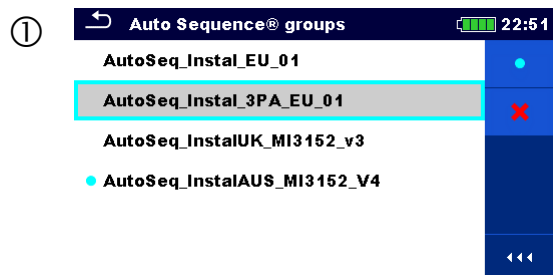 ①
Auto Sequence® groups 22:51
AutoSeq_Instal_EU_01
AutoSeq_Instal_3PA_EU_01
AutoSeq_InstalUK_MI3152_v3
AutoSeq_InstalAUS_MI3152_V4